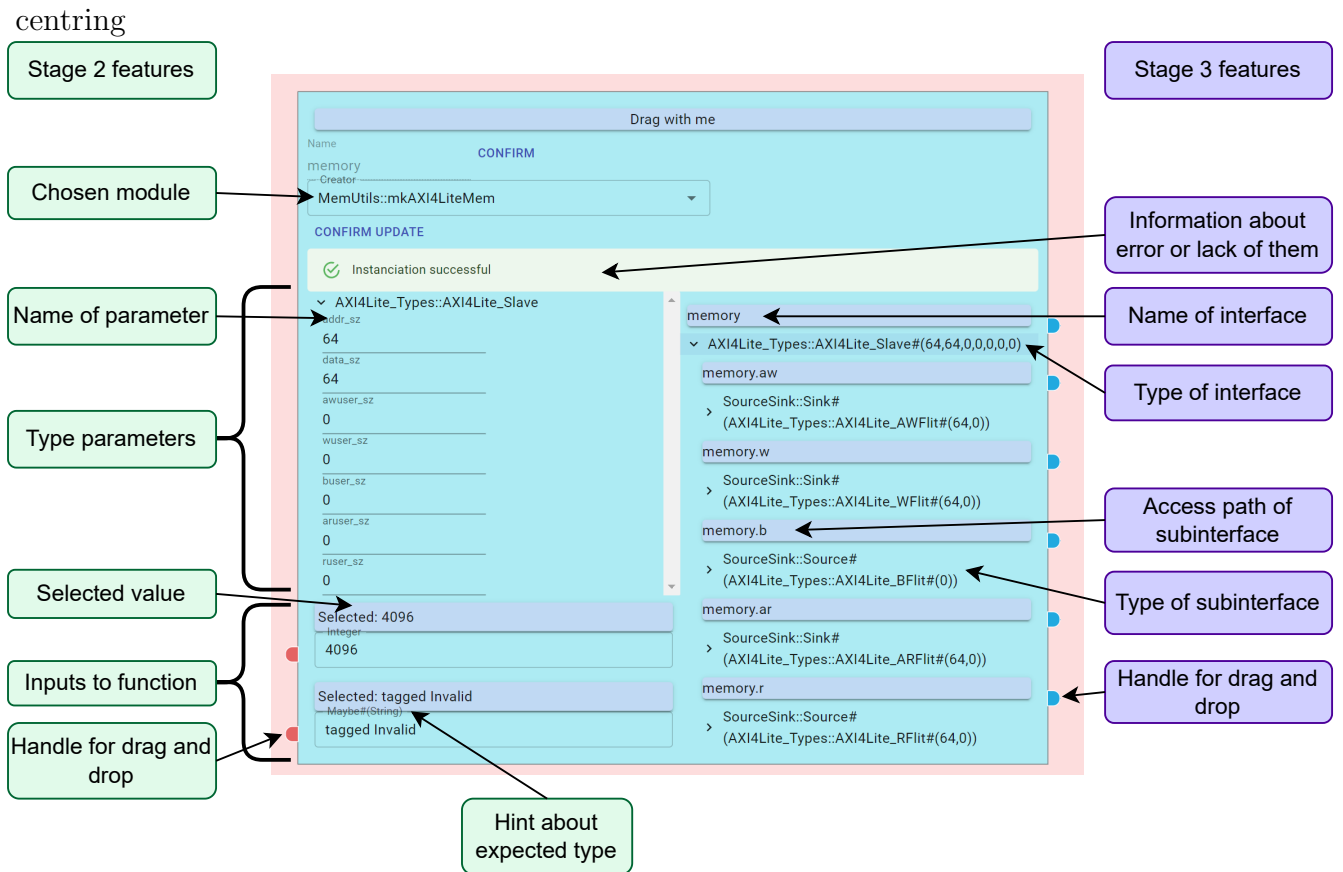 centring
Stage 2 features
Stage 3 features
Drag with me
Name
memory
CONFIRM
Creator
MemUtils::mkAXI4LiteMem
CONFIRM UPDATE
Instanciation successful
Chosen module
Name of parameter
Type parameters
Selected value
Inputs to function
Handle for drag and
drop
AXI4Lite_Types::AXI4Lite_Slave
addr_sz
64
data_sz
64
awuser_sz
0
wuser_sz
0
buser_sz
0
aruser_sz
0
ruser_sz
0
Selected: 4096
Integer
4096
Selected: tagged Invalid
Maybe#(String)
tagged Invalid
Hint about
expected type
memory
AXI4Lite_Types::AXI4Lite_Slave#(64,64,0,0,0,0,0)
memory.aw
SourceSink::Sink#
(AXI4Lite_Types::AXI4Lite_AWFlit#(64,0))
memory.w
SourceSink::Sink#
(AXI4Lite_Types::AXI4Lite_WFlit#(64,0))
memory.b
SourceSink::Source#
(AXI4Lite_Types::AXI4Lite_BFlit#(0))
memory.ar
SourceSink::Sink#
(AXI4Lite_Types::AXI4Lite_ARFlit#(64,0))
memory.r
SourceSink::Source#
(AXI4Lite_Types::AXI4Lite_RFlit#(64,0))
Information about
error or lack of them
Name of interface
Type of interface
Access path of
subinterface
Type of subinterface
Handle for drag and
drop